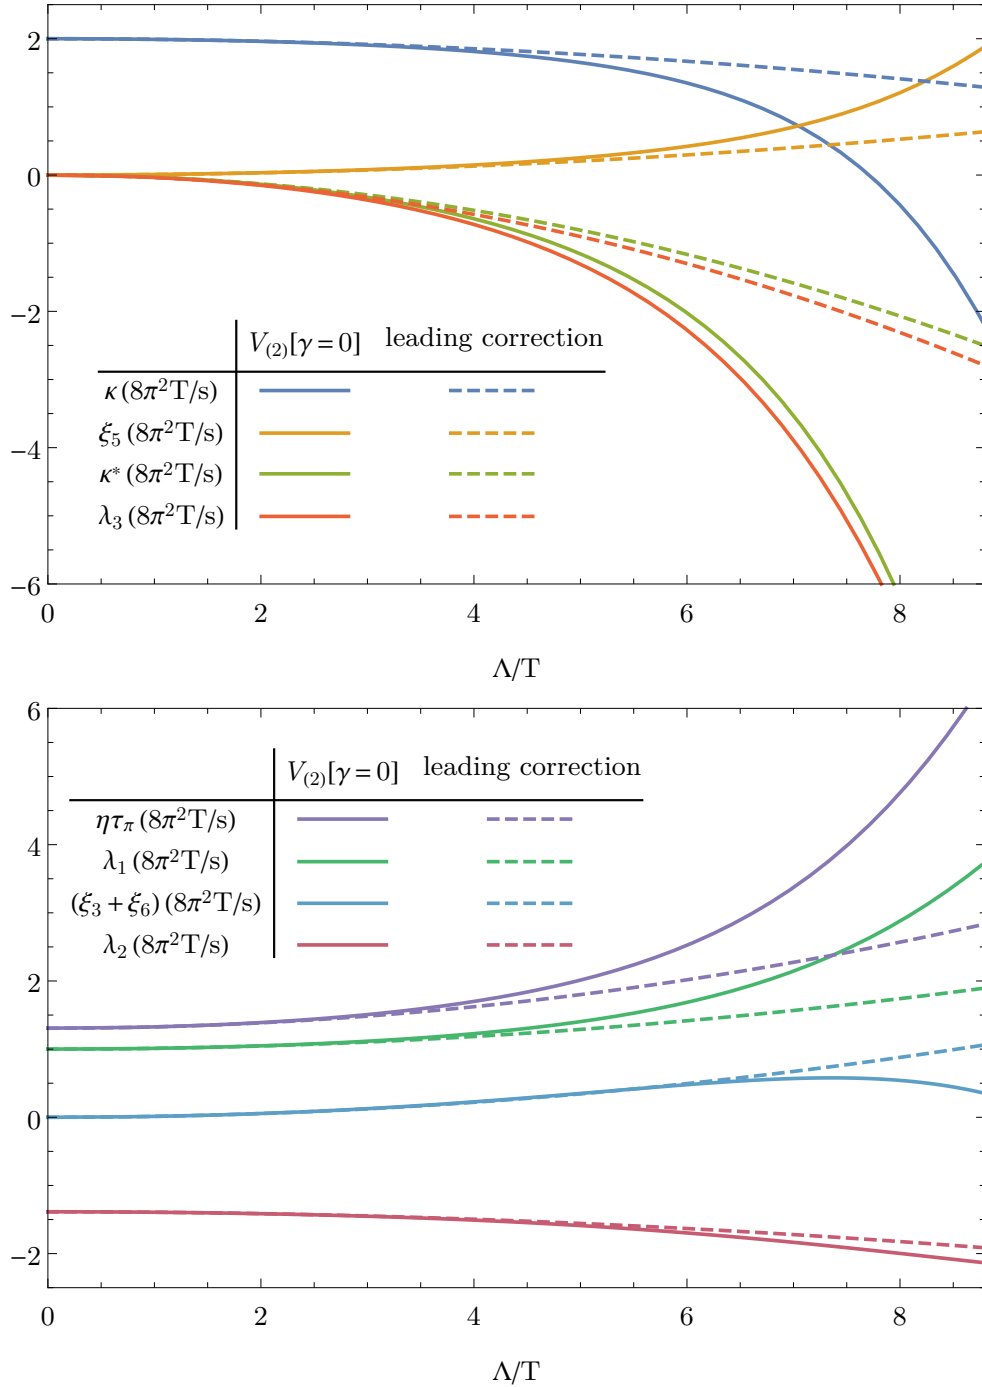 2
0
−2
−4
−6
V(2)[γ = 0] leading correction
κ (8π²T/s)
ξ₅ (8π²T/s)
κ* (8π²T/s)
λ₃ (8π²T/s)
0 2 4 6 8
Λ/T
6
4
2
0
−2
V(2)[γ = 0] leading correction
ητπ (8π²T/s)
λ₁ (8π²T/s)
(ξ₃ + ξ₆) (8π²T/s)
λ₂ (8π²T/s)
0 2 4 6 8
Λ/T